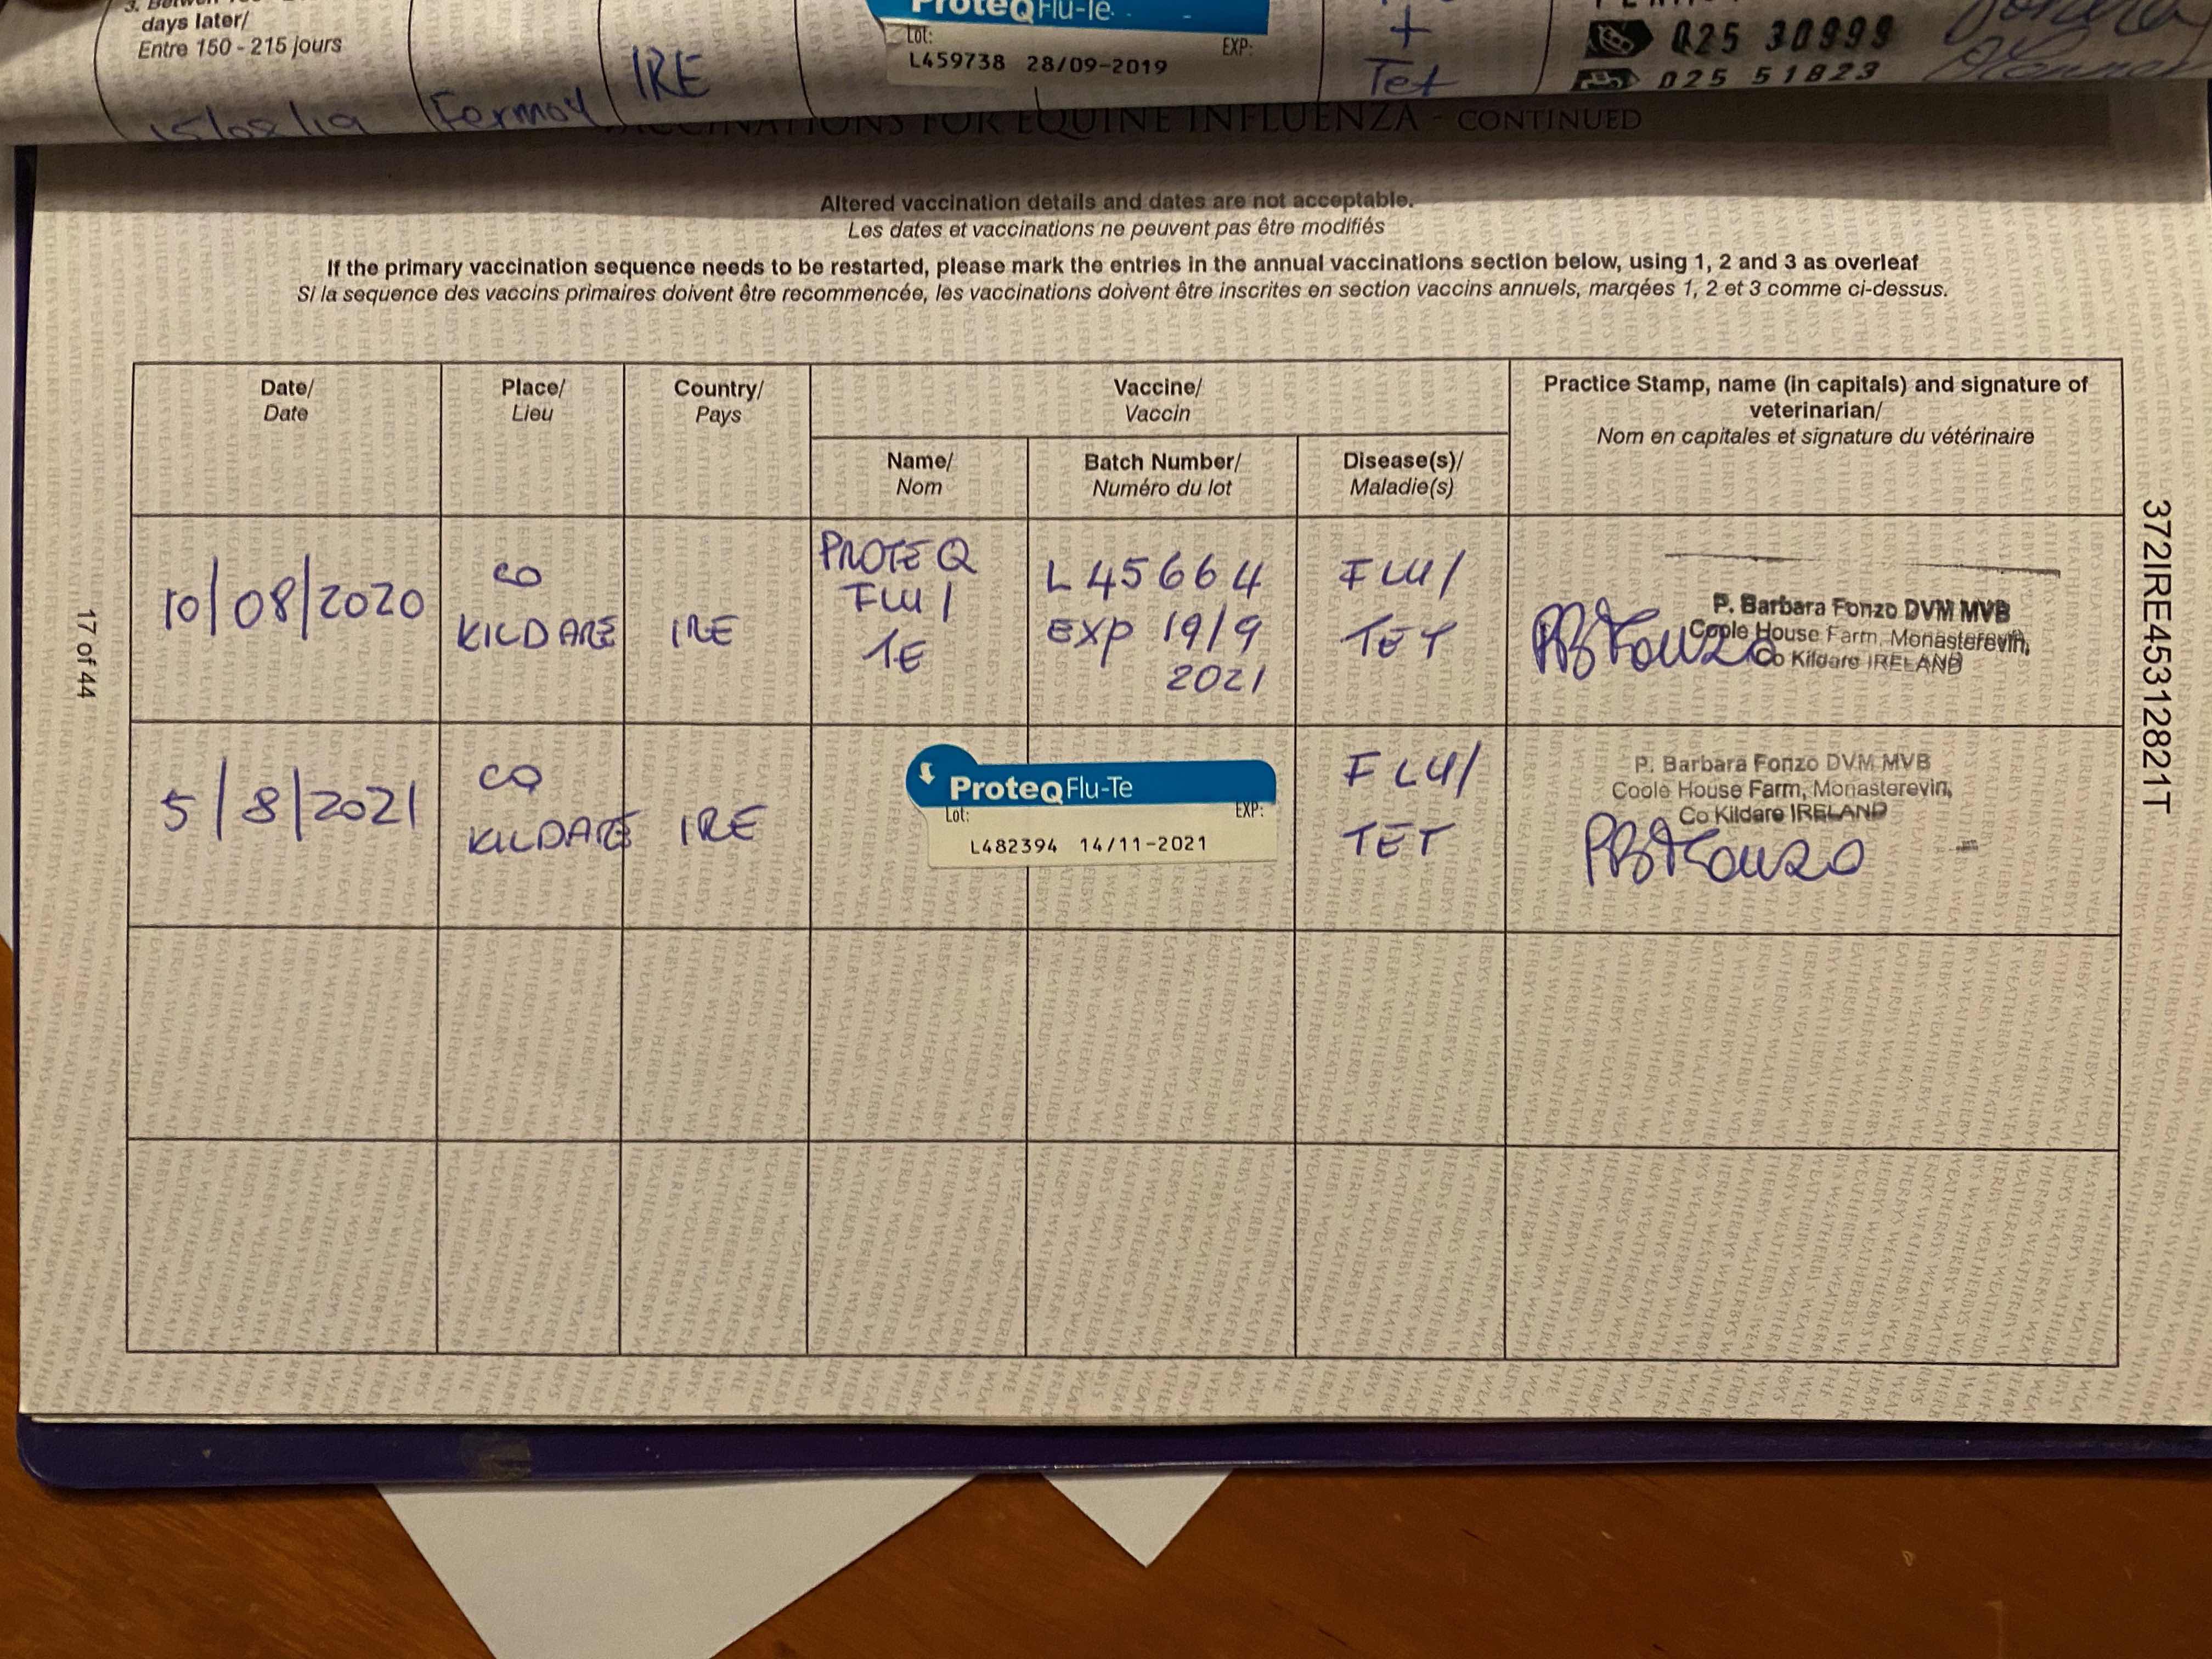 days later/
Entre 150 - 215 jours
15/08/19
Fermoy
IRE
ProteqFlu-Te
Lot:
EXP:
L459738 28/09-2019
+
Tet
025 30999
025 51823
VACCINATIONS FOR EQUINE INFLUENZA - CONTINUED
Altered vaccination details and dates are not acceptable.
Les dates et vaccinations ne peuvent pas être modifiés
If the primary vaccination sequence needs to be restarted, please mark the entries in the annual vaccinations section below, using 1, 2 and 3 as overleaf
Si la sequence des vaccins primaires doivent être recommencée, les vaccinations doivent être inscrites en section vaccins annuels, marqées 1, 2 et 3 comme ci-dessus.
Date/
Date
Place/
Lieu
Country/
Pays
Vaccine/
Vaccin
Name/
Nom
Batch Number/
Numéro du lot
Disease(s)/
Maladie(s)
Practice Stamp, name (in capitals) and signature of
veterinarian/
Nom en capitales et signature du vétérinaire
10/08/2020
CO
KILDARE
IRE
PROTEQ
FLU/
TE
L45664
EXP 19/9
2021
FLU/
TET
P. Barbara Fonzo DVM MVB
Coole House Farm, Monasterevin,
Co Kildare IRELAND
PBFonzo
5/8/2021
CO
KILDARE
IRE
ProteqFlu-Te
Lot:
EXP:
L482394 14/11-2021
FLU/
TET
P. Barbara Fonzo DVM MVB
Coole House Farm, Monasterevin,
Co Kildare IRELAND
PBFonzo
17 of 44
372IRE45312821T